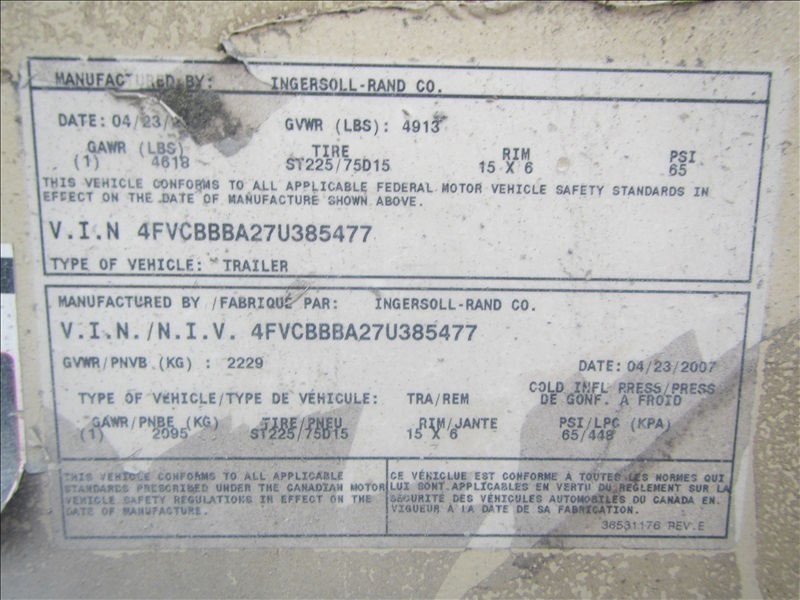 MANUFACTURED BY: INGERSOLL-RAND CO.
DATE: 04/23/ GVWR (LBS): 4913
GAWR (LBS) TIRE RIM PSI
(1) 4618 ST225/75D15 15 X 6 65
THIS VEHICLE CONFORMS TO ALL APPLICABLE FEDERAL MOTOR VEHICLE SAFETY STANDARDS IN
EFFECT ON THE DATE OF MANUFACTURE SHOWN ABOVE.
V.I.N 4FVCBBBA27U385477
TYPE OF VEHICLE: TRAILER
MANUFACTURED BY /FABRIQUÉ PAR: INGERSOLL-RAND CO.
V.I.N./N.I.V. 4FVCBBBA27U385477
GVWR/PNVB (KG) : 2229 DATE: 04/23/2007
TYPE OF VEHICLE/TYPE DE VÉHICULE: TRA/REM COLD INFL PRESS/PRESS
DE GONF. A FROID
GAWR/PNBE (KG) TIRE/PNEU RIM/JANTE PSI/LPC (KPA)
(1) 2095 ST225/75D15 15 X 6 65/448
THIS VEHICLE CONFORMS TO ALL APPLICABLE
STANDARDS PRESCRIBED UNDER THE CANADIAN MOTOR
VEHICLE SAFETY REGULATIONS IN EFFECT ON THE
DATE OF MANUFACTURE.
CE VÉHICLUE EST CONFORME A TOUTES LES NORMES QUI
LUI SONT APPLICABLES EN VERTU DU RÈGLEMENT SUR LA
SÉCURITÉ DES VÉHICULES AUTOMOBILES DU CANADA EN
VIGUEUR A LA DATE DE SA FABRICATION.
36531176 REV.E